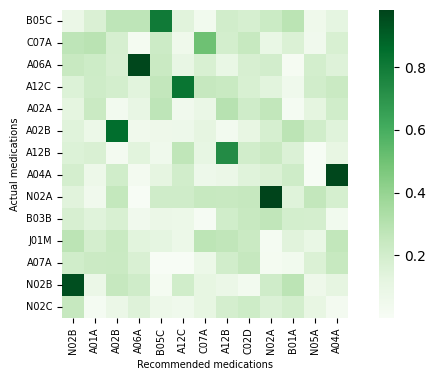 B05C
C07A
A06A
A12C
A02A
A02B
A12B
A04A
N02A
B03B
J01M
A07A
N02B
N02C
Actual medications
N02B A01A A02B A06A B05C A12C C07A A12B C02D N02A B01A N05A A04A
Recommended medications
0.8
0.6
0.4
0.2